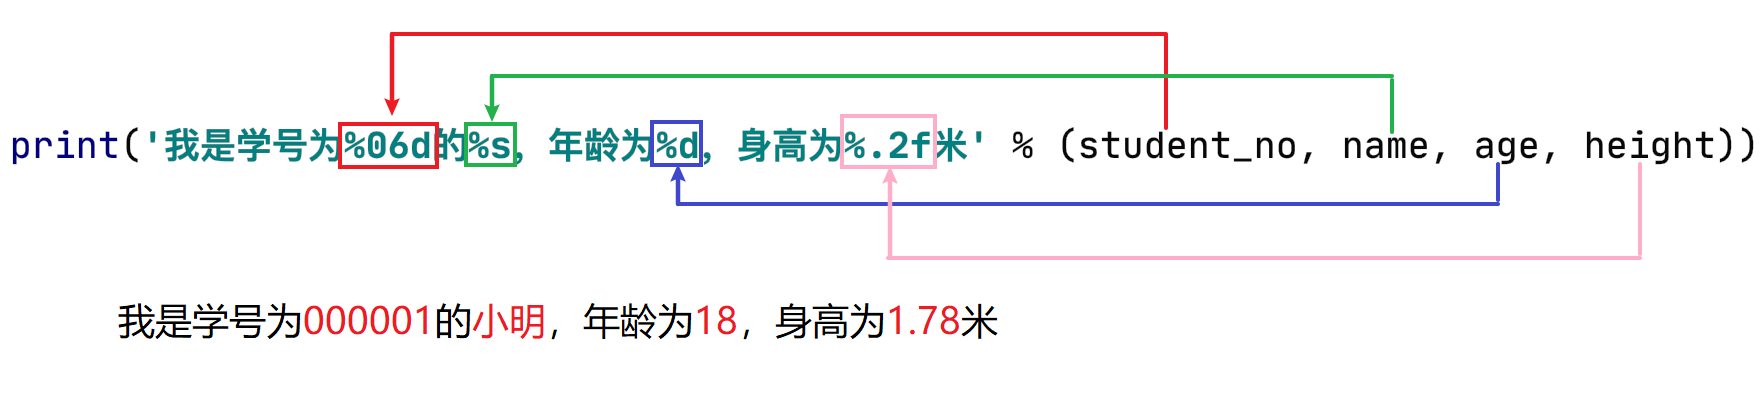 print('我是学号为%06d的%s，年龄为%d，身高为%.2f米' % (student_no, name, age, height))
我是学号为000001的小明，年龄为18，身高为1.78米